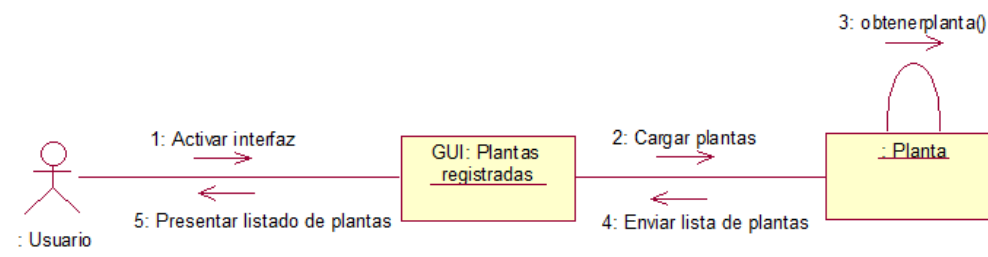 3: obtenerplanta()
1: Activar interfaz
2: Cargar plantas
GUI: Plantas
registradas
: Planta
5: Presentar listado de plantas
4: Enviar lista de plantas
: Usuario